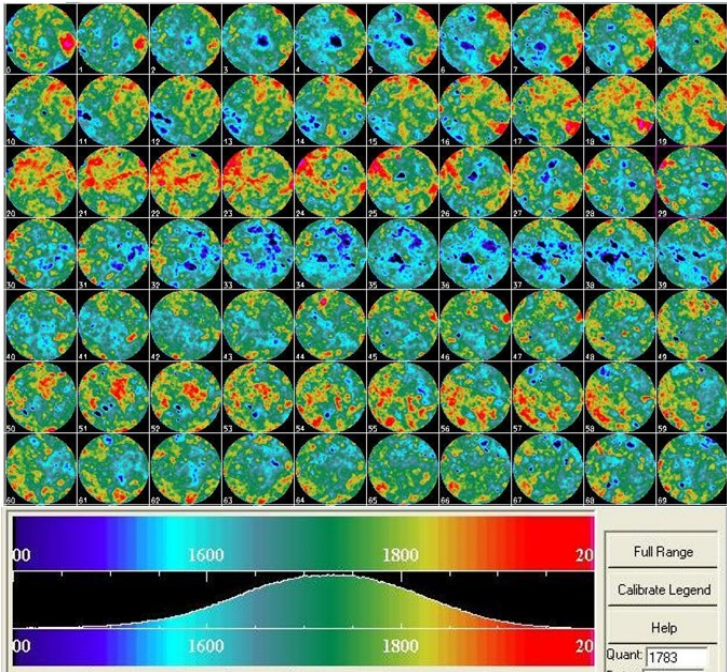 0 1 2 3 4 5 6 7 8 9
10 11 12 13 14 15 16 17 18 19
20 21 22 23 24 25 26 27 28 29
30 31 32 33 34 35 36 37 38 39
40 41 42 43 44 45 46 47 48 49
50 51 52 53 54 55 56 57 58 59
60 61 62 63 64 65 66 67 68 69
00 1600 1800 20
Full Range
Calibrate Legend
00 1600 1800 20
Help
Quant: 1783